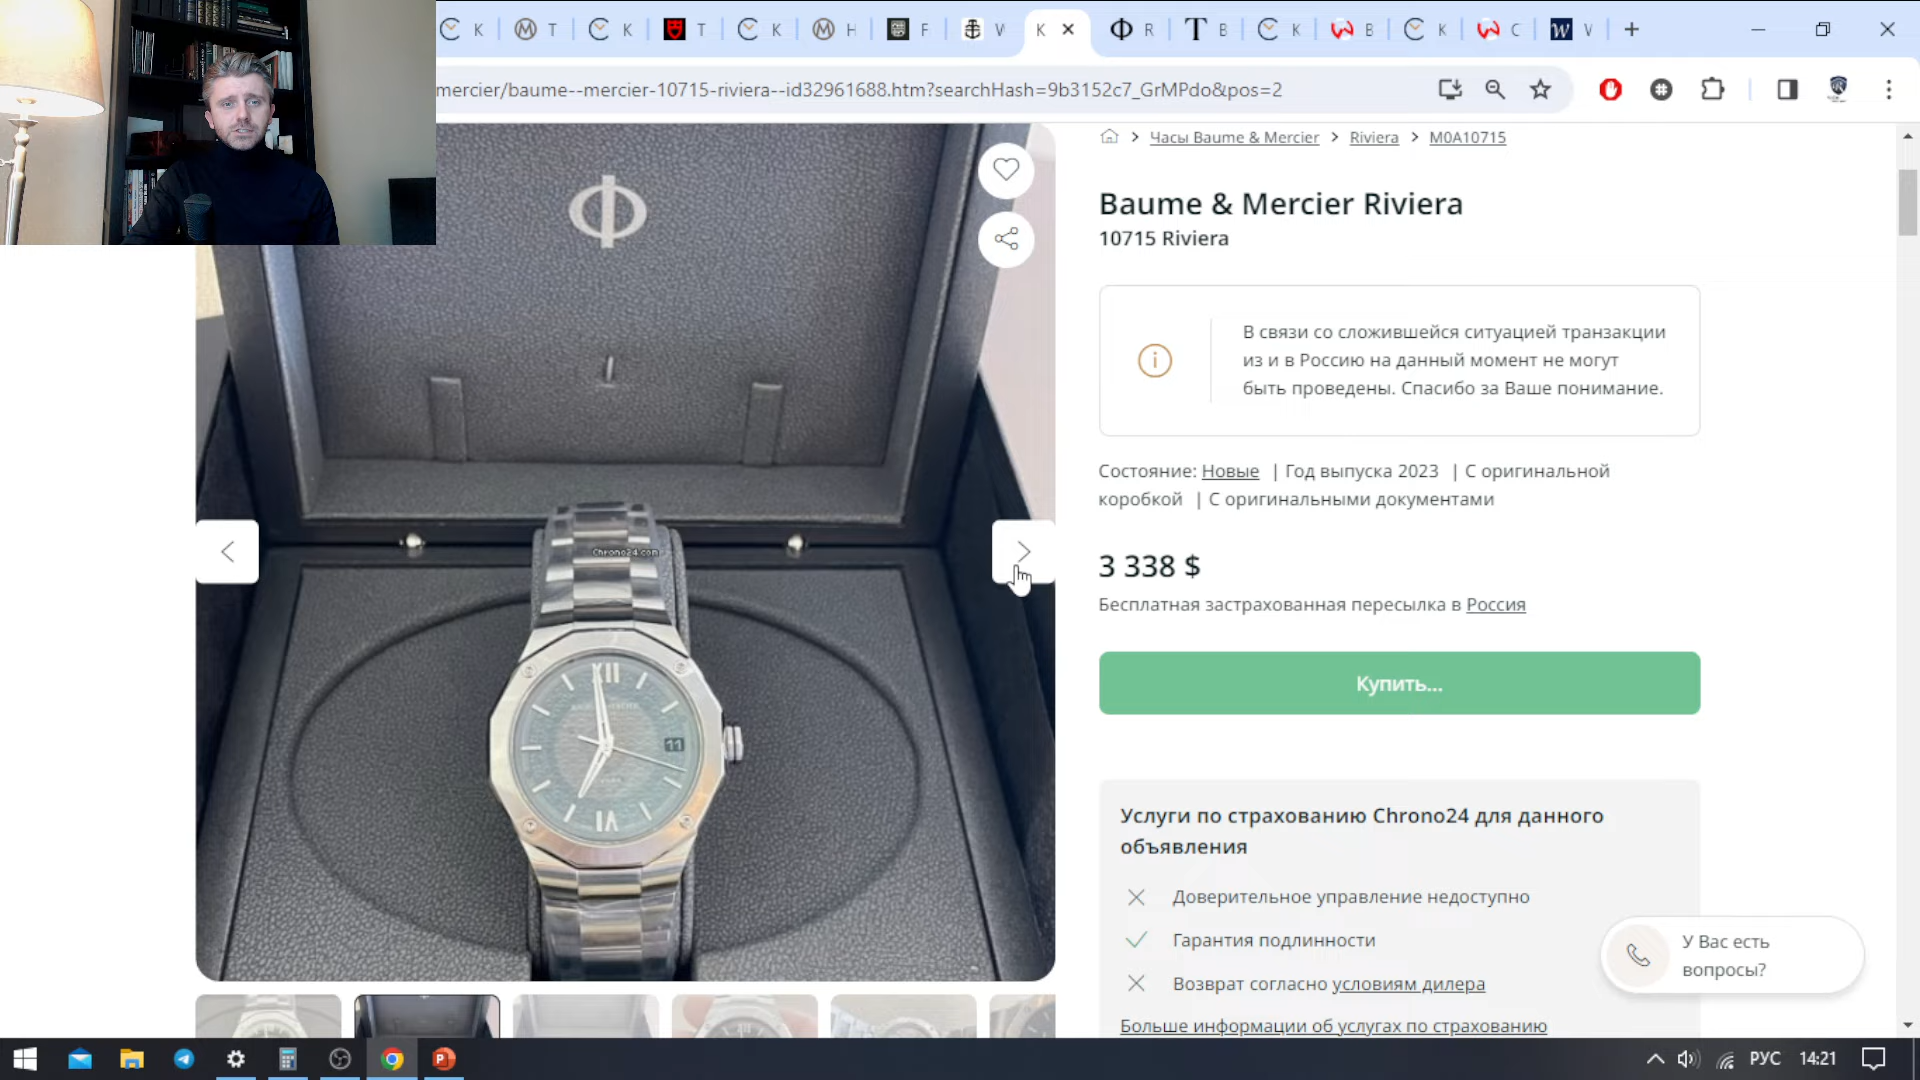 K
T
K
T
K
H
F
V
K
R
B
K
B
K
C
V
mercier/baume--mercier-10715-riviera--id32961688.htm?searchHash=9b3152c7_GrMPdo&pos=2
Часы Baume & Mercier > Riviera > M0A10715
Baume & Mercier Riviera
10715 Riviera
В связи со сложившейся ситуацией транзакции
из и в Россию на данный момент не могут
быть проведены. Спасибо за Ваше понимание.
Состояние: Новые | Год выпуска 2023 | С оригинальной
коробкой | С оригинальными документами
3 338 $
Бесплатная застрахованная пересылка в Россия
Купить...
Услуги по страхованию Chrono24 для данного
объявления
Доверительное управление недоступно
Гарантия подлинности
Возврат согласно условиям дилера
Больше информации об услугах по страхованию
У Вас есть
вопросы?
Chrono24.com
XII
11
VI
РУС 14:21